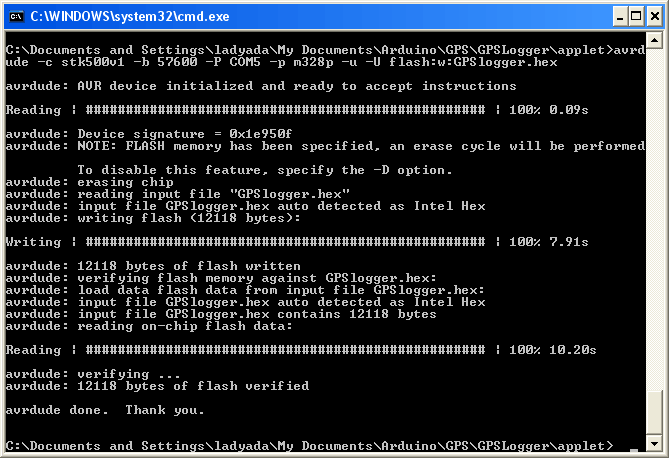 C:\WINDOWS\system32\cmd.exe
C:\Documents and Settings\ladyada\My Documents\Arduino\GPS\GPSLogger\applet>avrd
ude -c stk500v1 -b 57600 -P COM5 -p m328p -u -U flash:w:GPSlogger.hex
avrdude: AVR device initialized and ready to accept instructions
Reading | ################################################## | 100% 0.09s
avrdude: Device signature = 0x1e950f
avrdude: NOTE: FLASH memory has been specified, an erase cycle will be performed
To disable this feature, specify the -D option.
avrdude: erasing chip
avrdude: reading input file "GPSlogger.hex"
avrdude: input file GPSlogger.hex auto detected as Intel Hex
avrdude: writing flash (12118 bytes):
Writing | ################################################## | 100% 7.91s
avrdude: 12118 bytes of flash written
avrdude: verifying flash memory against GPSlogger.hex:
avrdude: load data flash data from input file GPSlogger.hex:
avrdude: input file GPSlogger.hex auto detected as Intel Hex
avrdude: input file GPSlogger.hex contains 12118 bytes
avrdude: reading on-chip flash data:
Reading | ################################################## | 100% 10.20s
avrdude: verifying ...
avrdude: 12118 bytes of flash verified
avrdude done.  Thank you.
C:\Documents and Settings\ladyada\My Documents\Arduino\GPS\GPSLogger\applet>